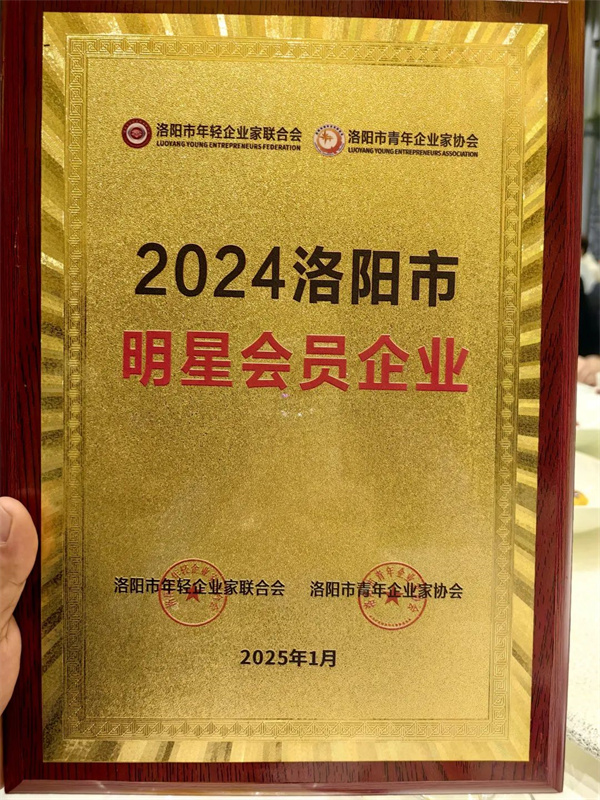 洛阳市年轻企业家联合会
LUOYANG YOUNG ENTREPRENEURS FEDERATION
洛阳市青年企业家协会
LUOYANG YOUNG ENTREPRENEURS ASSOCIATION
2024洛阳市
明星会员企业
洛阳市年轻企业家联合会
洛阳市青年企业家协会
2025年1月